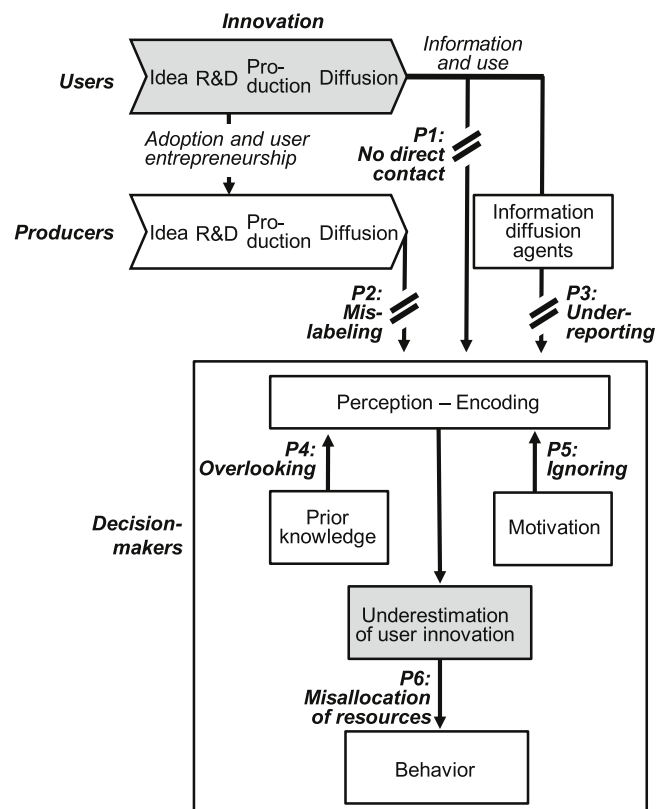 Innovation
Information
and use
Users
Idea R&D Pro-
duction Diffusion
Adoption and user
entrepreneurship
P1:
No direct
contact
Producers
Idea R&D Pro-
duction Diffusion
Information
diffusion
agents
P2:
Mis-
labeling
P3:
Under-
reporting
Perception – Encoding
P4:
Overlooking
P5:
Ignoring
Decision-
makers
Prior
knowledge
Motivation
Underestimation
of user innovation
P6:
Misallocation
of resources
Behavior